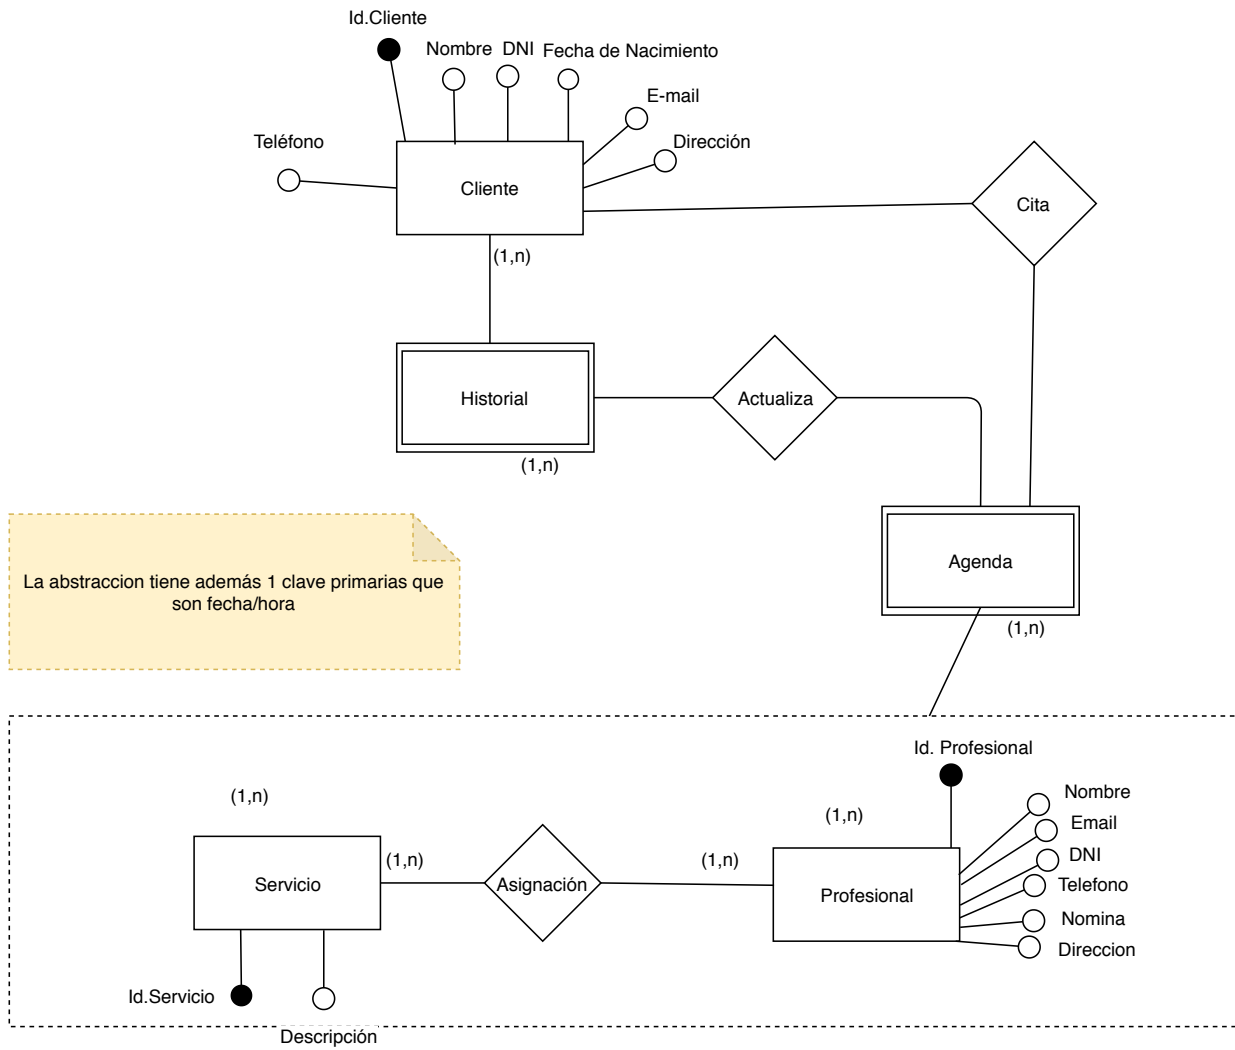 Id.Cliente
Nombre
DNI
Fecha de Nacimiento
E-mail
Teléfono
Dirección
Cliente
Cita
(1,n)
Historial
Actualiza
(1,n)
Agenda
La abstraccion tiene además 1 clave primarias que
son fecha/hora
(1,n)
Id. Profesional
(1,n)
Nombre
(1,n)
Email
(1,n)
(1,n)
DNI
Servicio
Asignación
Profesional
Telefono
Nomina
Direccion
Id.Servicio
Descripción